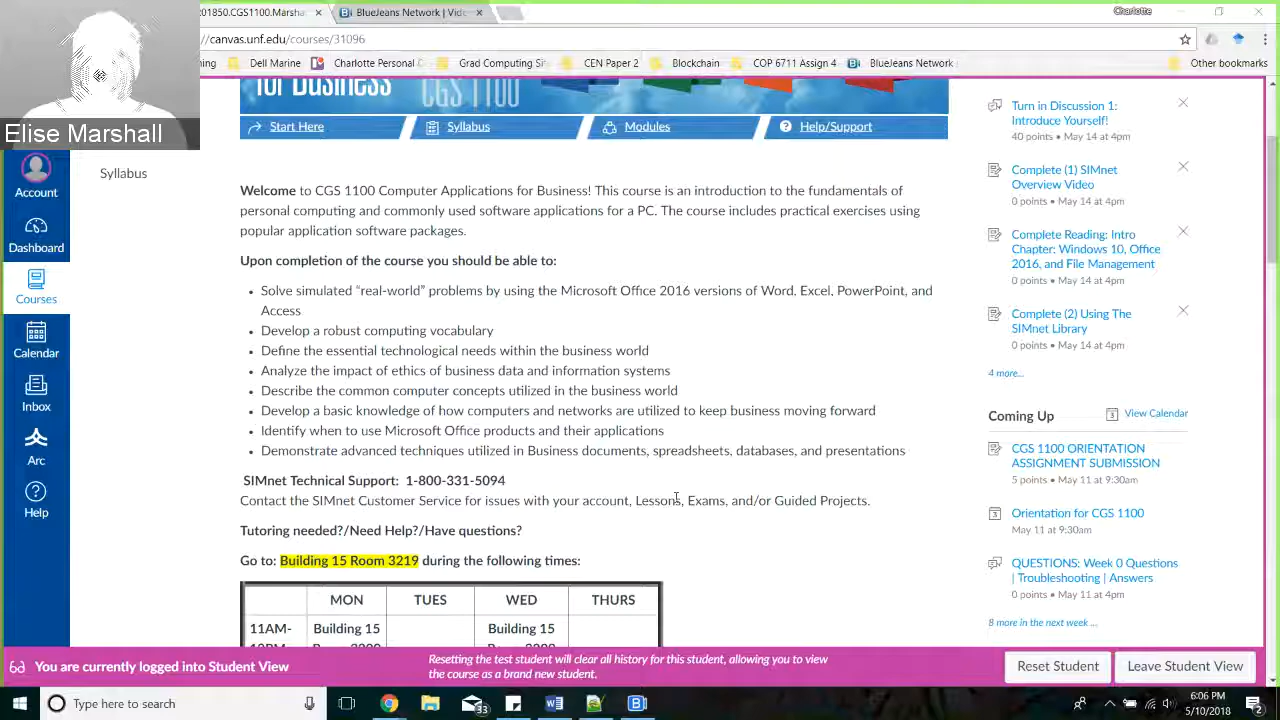 01850.CGS1100.Computer
BlueJeans Network | Vide
Charlotte
//canvas.unf.edu/courses/31096
ning
Dell Marine
Charlotte Personal
Grad Computing Sit
CEN Paper 2
Blackboard
COP 6711 Assign 4
BlueJeans Network
Other bookmarks
Elise Marshall
for Business CGS 1100
Start Here
Syllabus
Modules
Help/Support
Syllabus
Account
Dashboard
Courses
Calendar
Inbox
Arc
Help
Welcome to CGS 1100 Computer Applications for Business! This course is an introduction to the fundamentals of
personal computing and commonly used software applications for a PC. The course includes practical exercises using
popular application software packages.
Upon completion of the course you should be able to:
• Solve simulated “real-world” problems by using the Microsoft Office 2016 versions of Word, Excel, PowerPoint, and
Access
• Develop a robust computing vocabulary
• Define the essential technological needs within the business world
• Analyze the impact of ethics of business data and information systems
• Describe the common computer concepts utilized in the business world
• Develop a basic knowledge of how computers and networks are utilized to keep business moving forward
• Identify when to use Microsoft Office products and their applications
• Demonstrate advanced techniques utilized in Business documents, spreadsheets, databases, and presentations
SIMnet Technical Support: 1-800-331-5094
Contact the SIMnet Customer Service for issues with your account, Lessons, Exams, and/or Guided Projects.
Tutoring needed?/Need Help?/Have questions?
Go to: Building 15 Room 3219 during the following times:
MON TUES WED THURS
11AM- Building 15 Building 15
Turn in Discussion 1:
Introduce Yourself!
40 points • May 14 at 4pm
Complete (1) SIMnet
Overview Video
0 points • May 14 at 4pm
Complete Reading: Intro
Chapter: Windows 10, Office
2016, and File Management
0 points • May 14 at 4pm
Complete (2) Using The
SIMnet Library
0 points • May 14 at 4pm
4 more...
Coming Up
View Calendar
CGS 1100 ORIENTATION
ASSIGNMENT SUBMISSION
5 points • May 11 at 9:30am
Orientation for CGS 1100
May 11 at 9:30am
QUESTIONS: Week 0 Questions
| Troubleshooting | Answers
0 points • May 11 at 4pm
8 more in the next week ...
You are currently logged into Student View
Resetting the test student will clear all history for this student, allowing you to view
the course as a brand new student.
Reset Student
Leave Student View
Type here to search
33
6:06 PM
5/10/2018
2